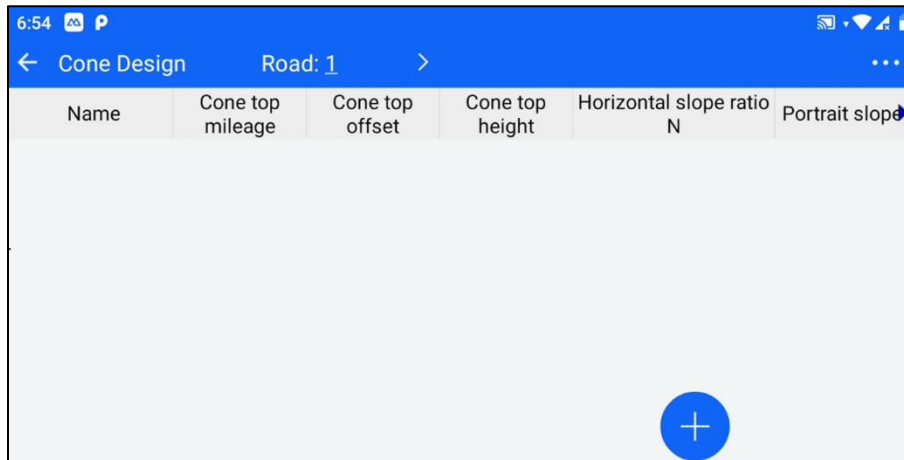 6:54
Cone Design Road: 1 >
Name
Cone top
mileage
Cone top
offset
Cone top
height
Horizontal slope ratio
N
Portrait slope